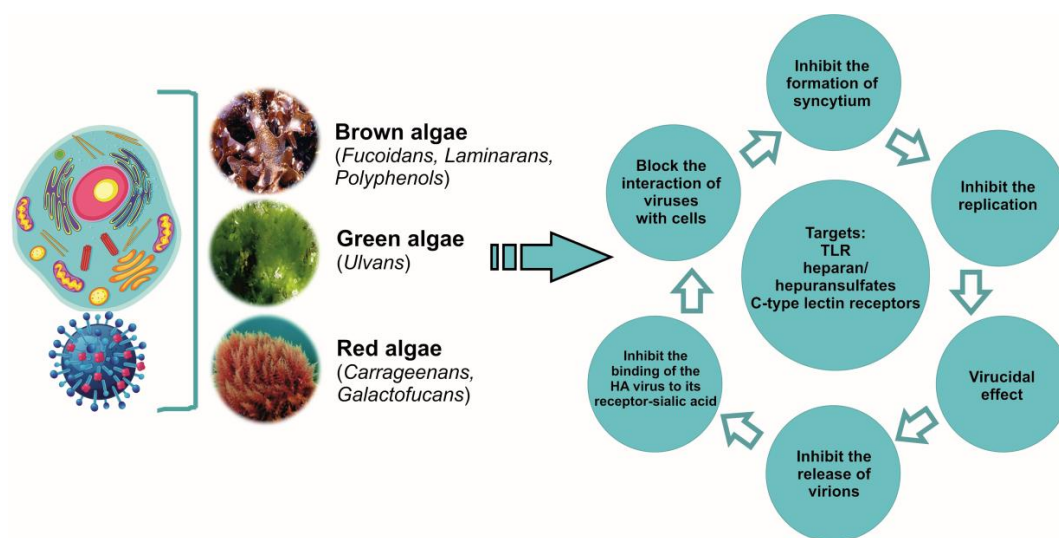 Brown algae
(Fucoidans, Laminarans,
Polyphenols)
Green algae
(Ulvans)
Red algae
(Carrageenans,
Galactofucans)
Inhibit the
formation of
syncytium
Block the
interaction of
viruses
with cells
Inhibit the
replication
Targets:
TLR
heparan/
hepuransulfates
C-type lectin receptors
Inhibit the
binding of the
HA virus to its
receptor-sialic acid
Virucidal
effect
Inhibit the
release of
virions